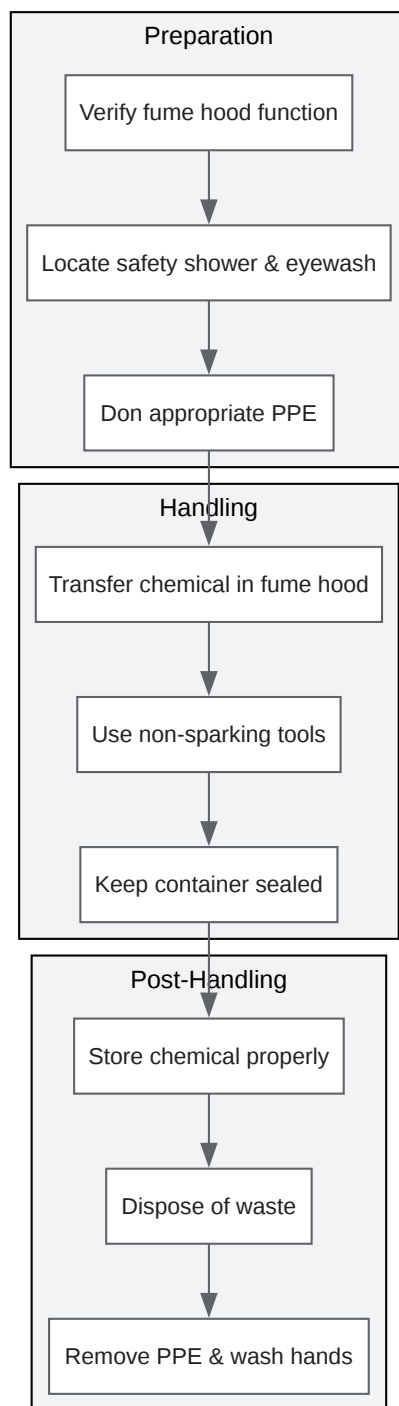 Preparation
Verify fume hood function
Locate safety shower & eyewash
Don appropriate PPE
Handling
Transfer chemical in fume hood
Use non-sparking tools
Keep container sealed
Post-Handling
Store chemical properly
Dispose of waste
Remove PPE & wash hands